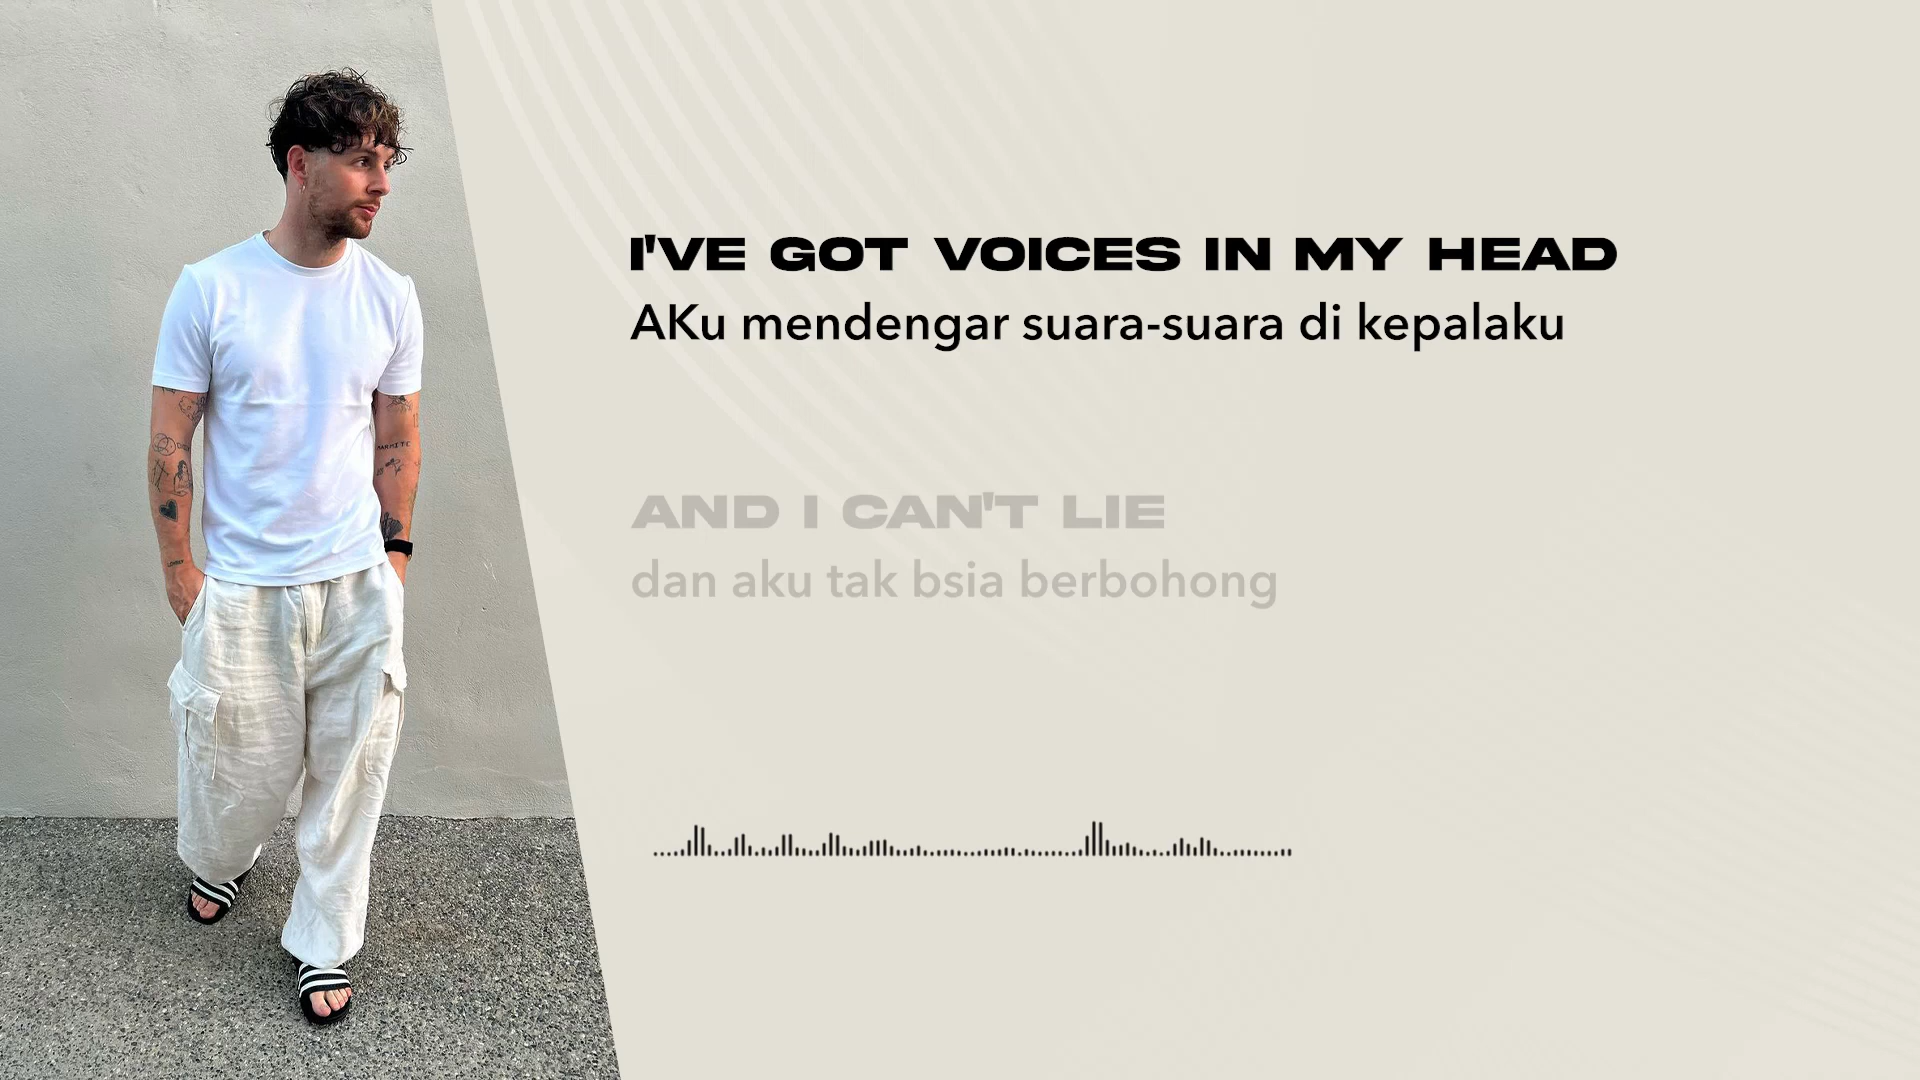 I'VE GOT VOICES IN MY HEAD
AKu mendengar suara-suara di kepalaku
AND I CAN'T LIE
dan aku tak bsia berbohong